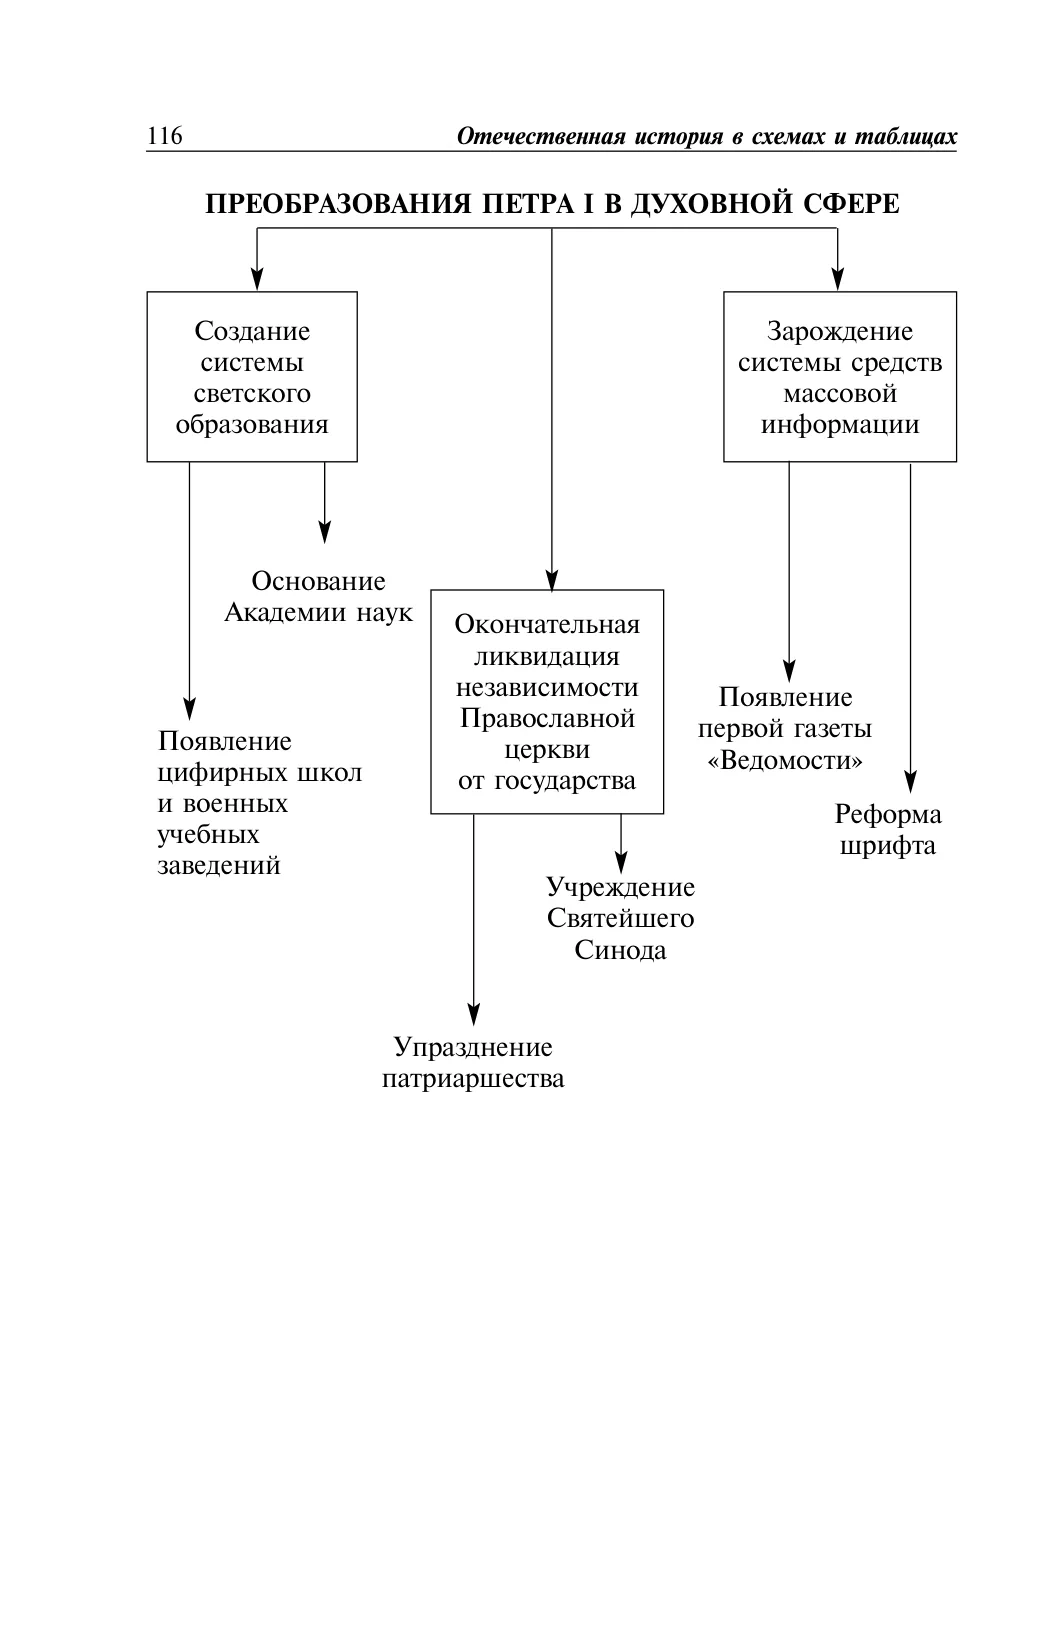 116
Отечественная история в схемах и таблицах
ПРЕОБРАЗОВАНИЯ ПЕТРА I В ДУХОВНОЙ СФЕРЕ
Создание
системы
светского
образования
Зарождение
системы средств
массовой
информации
Основание
Академии наук
Появление
цифирных школ
и военных
учебных
заведений
Окончательная
ликвидация
независимости
Православной
церкви
от государства
Появление
первой газеты
«Ведомости»
Реформа
шрифта
Учреждение
Святейшего
Синода
Упразднение
патриаршества